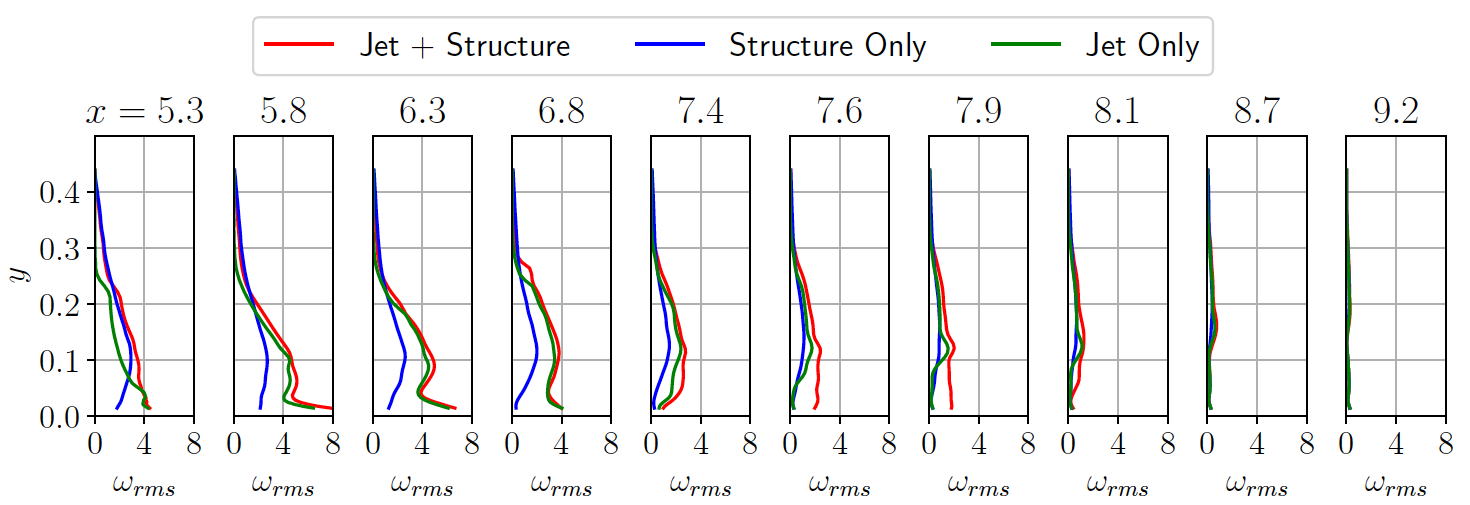 Jet + Structure Structure Only Jet Only
x = 5.3 5.8 6.3 6.8 7.4 7.6 7.9 8.1 8.7 9.2
0.4
0.3
0.2
0.1
0.0
y
0 4 8 0 4 8 0 4 8 0 4 8 0 4 8 0 4 8 0 4 8 0 4 8 0 4 8 0 4 8
ω_rms ω_rms ω_rms ω_rms ω_rms ω_rms ω_rms ω_rms ω_rms ω_rms